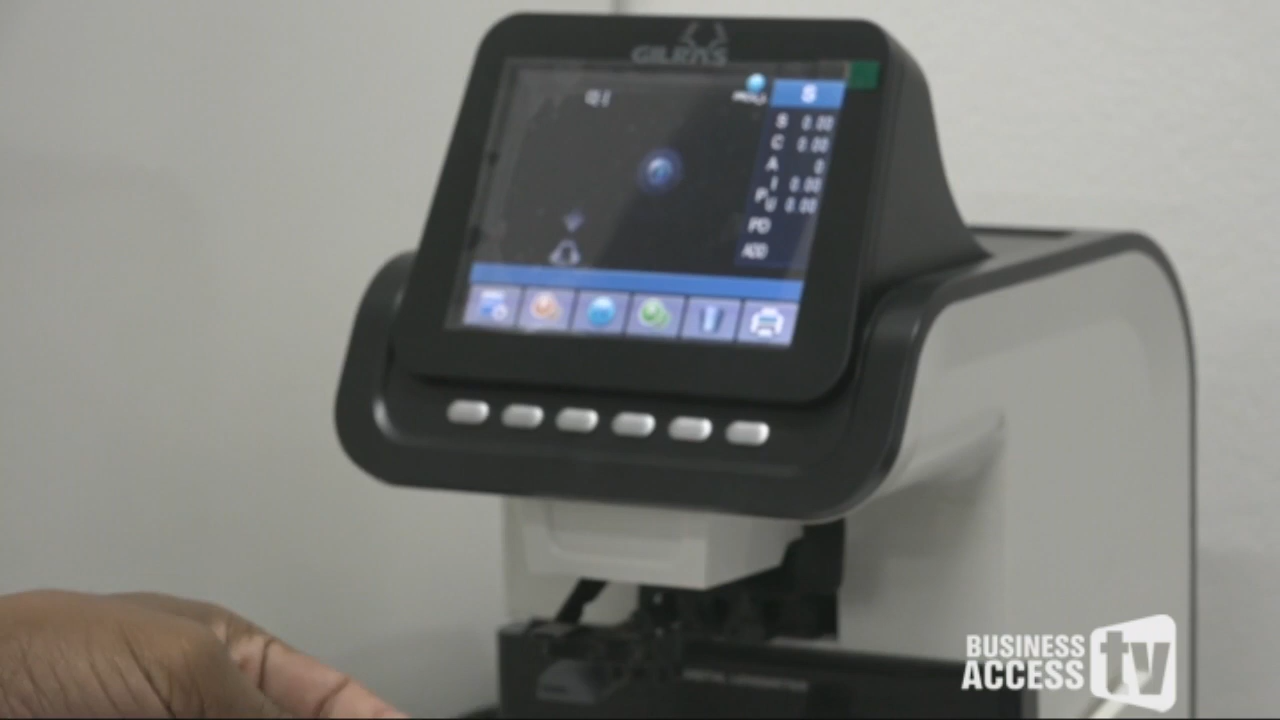 GILRAS
S
S 0.00
C 0.00
A 0
I 0.00
P U 0.00
PD
ADD
BUSINESS
ACCESS
tv